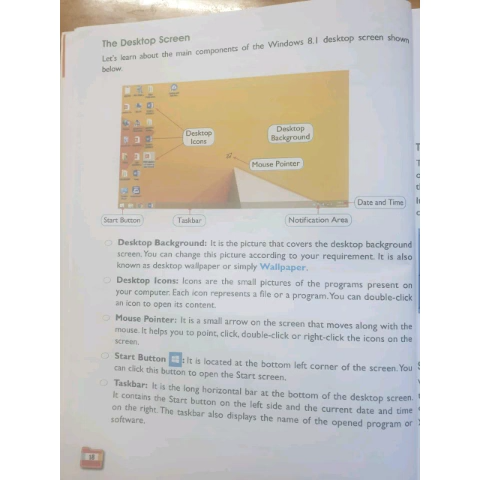 The Desktop Screen
Let's learn about the main components of the Windows 8.1 desktop screen shown
below.
Desktop
Icons
Desktop
Background
Mouse Pointer
Date and Time
Start Button
Taskbar
Notification Area
Desktop Background: It is the picture that covers the desktop background
screen. You can change this picture according to your requirement. It is also
known as desktop wallpaper or simply Wallpaper.
Desktop Icons: Icons are the small pictures of the programs present on
your computer. Each icon represents a file or a program. You can double-click
an icon to open its content.
Mouse Pointer: It is a small arrow on the screen that moves along with the
mouse. It helps you to point, click, double-click or right-click the icons on the
screen.
Start Button : It is located at the bottom left corner of the screen. You
can click this button to open the Start screen.
Taskbar: It is the long horizontal bar at the bottom of the desktop screen.
It contains the Start button on the left side and the current date and time
on the right. The taskbar also displays the name of the opened program or
software.